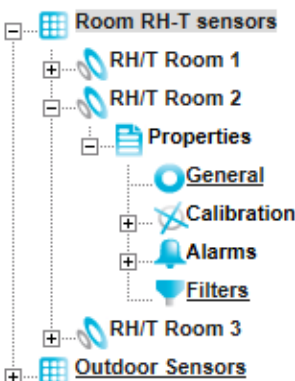 Room RH-T sensors
RH/T Room 1
RH/T Room 2
Properties
General
Calibration
Alarms
Filters
RH/T Room 3
Outdoor Sensors